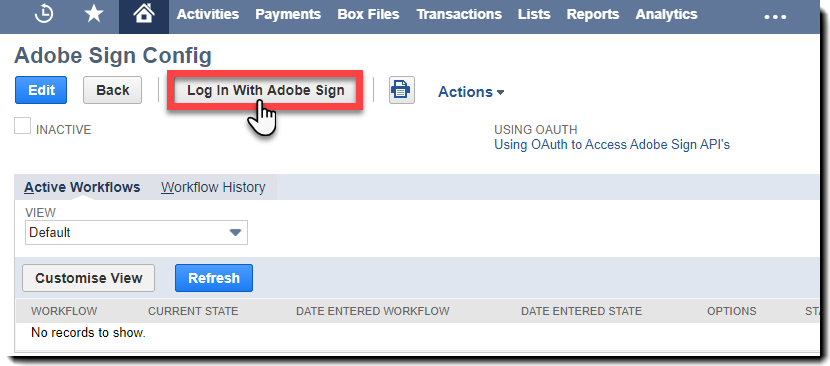 Activities Payments Box Files Transactions Lists Reports Analytics
Adobe Sign Config
Edit Back Log In With Adobe Sign Actions
INACTIVE
USING OAUTH
Using OAuth to Access Adobe Sign API's
Active Workflows Workflow History
VIEW
Default
Customise View Refresh
WORKFLOW CURRENT STATE DATE ENTERED WORKFLOW DATE ENTERED STATE OPTIONS
No records to show.